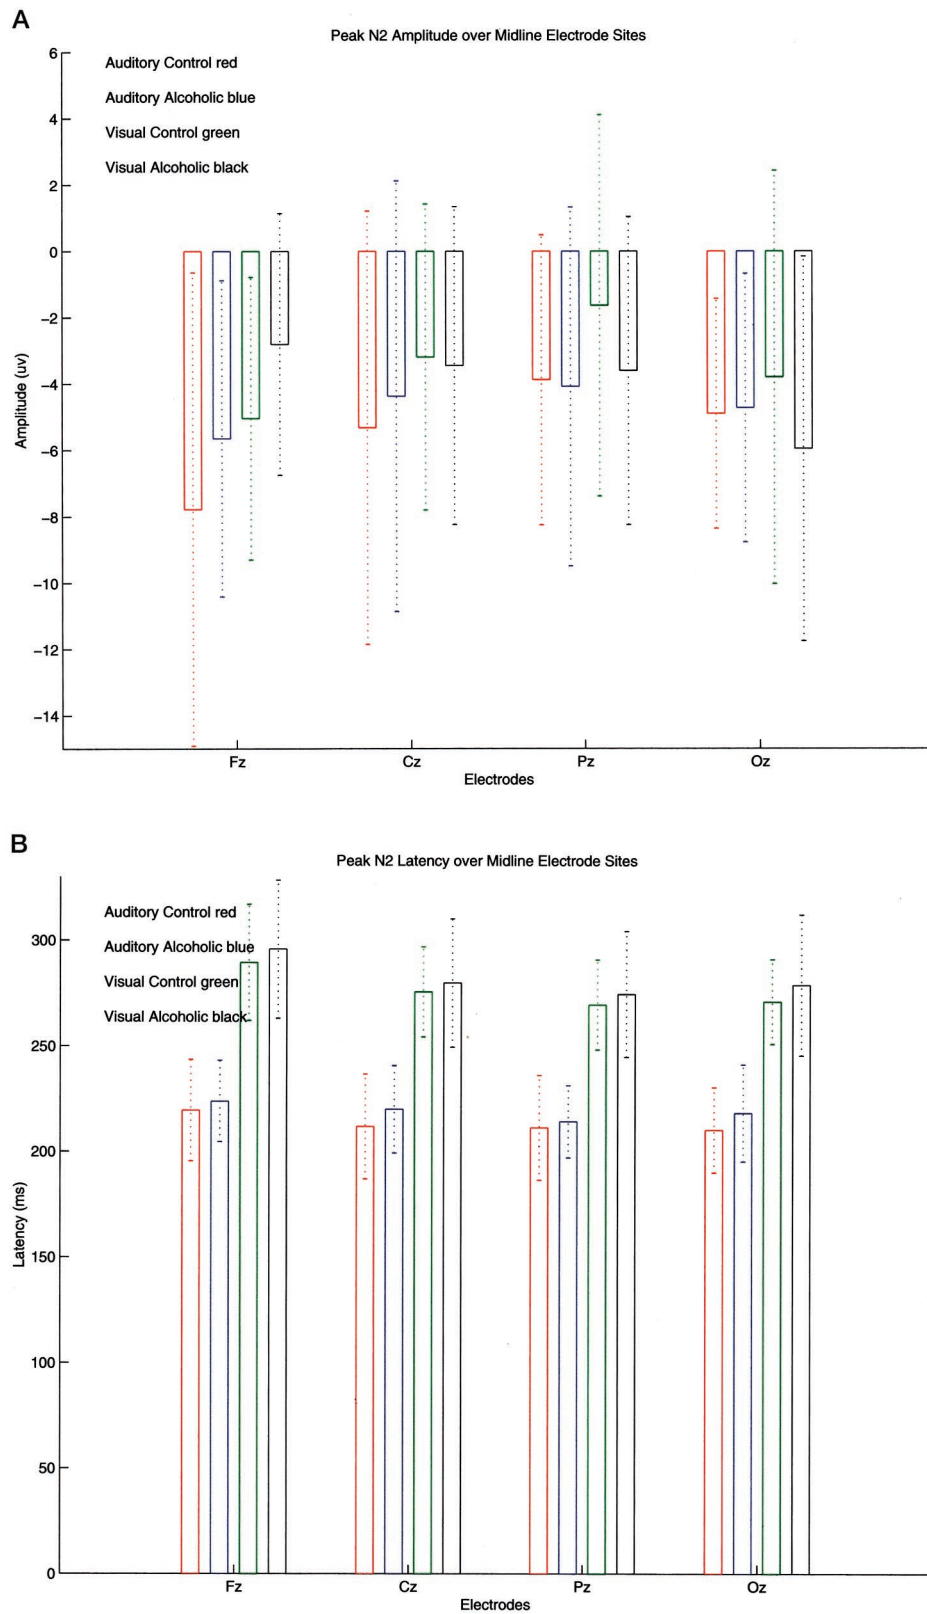 A
Peak N2 Amplitude over Midline Electrode Sites
6
Auditory Control red
Auditory Alcoholic blue
4
Visual Control green
Visual Alcoholic black
2
0
−2
−4
Amplitude (uv)
−6
−8
−10
−12
−14
Fz Cz Pz Oz
Electrodes
B
Peak N2 Latency over Midline Electrode Sites
Auditory Control red
300
Auditory Alcoholic blue
Visual Control green
Visual Alcoholic black
250
200
Latency (ms)
150
100
50
0
Fz Cz Pz Oz
Electrodes